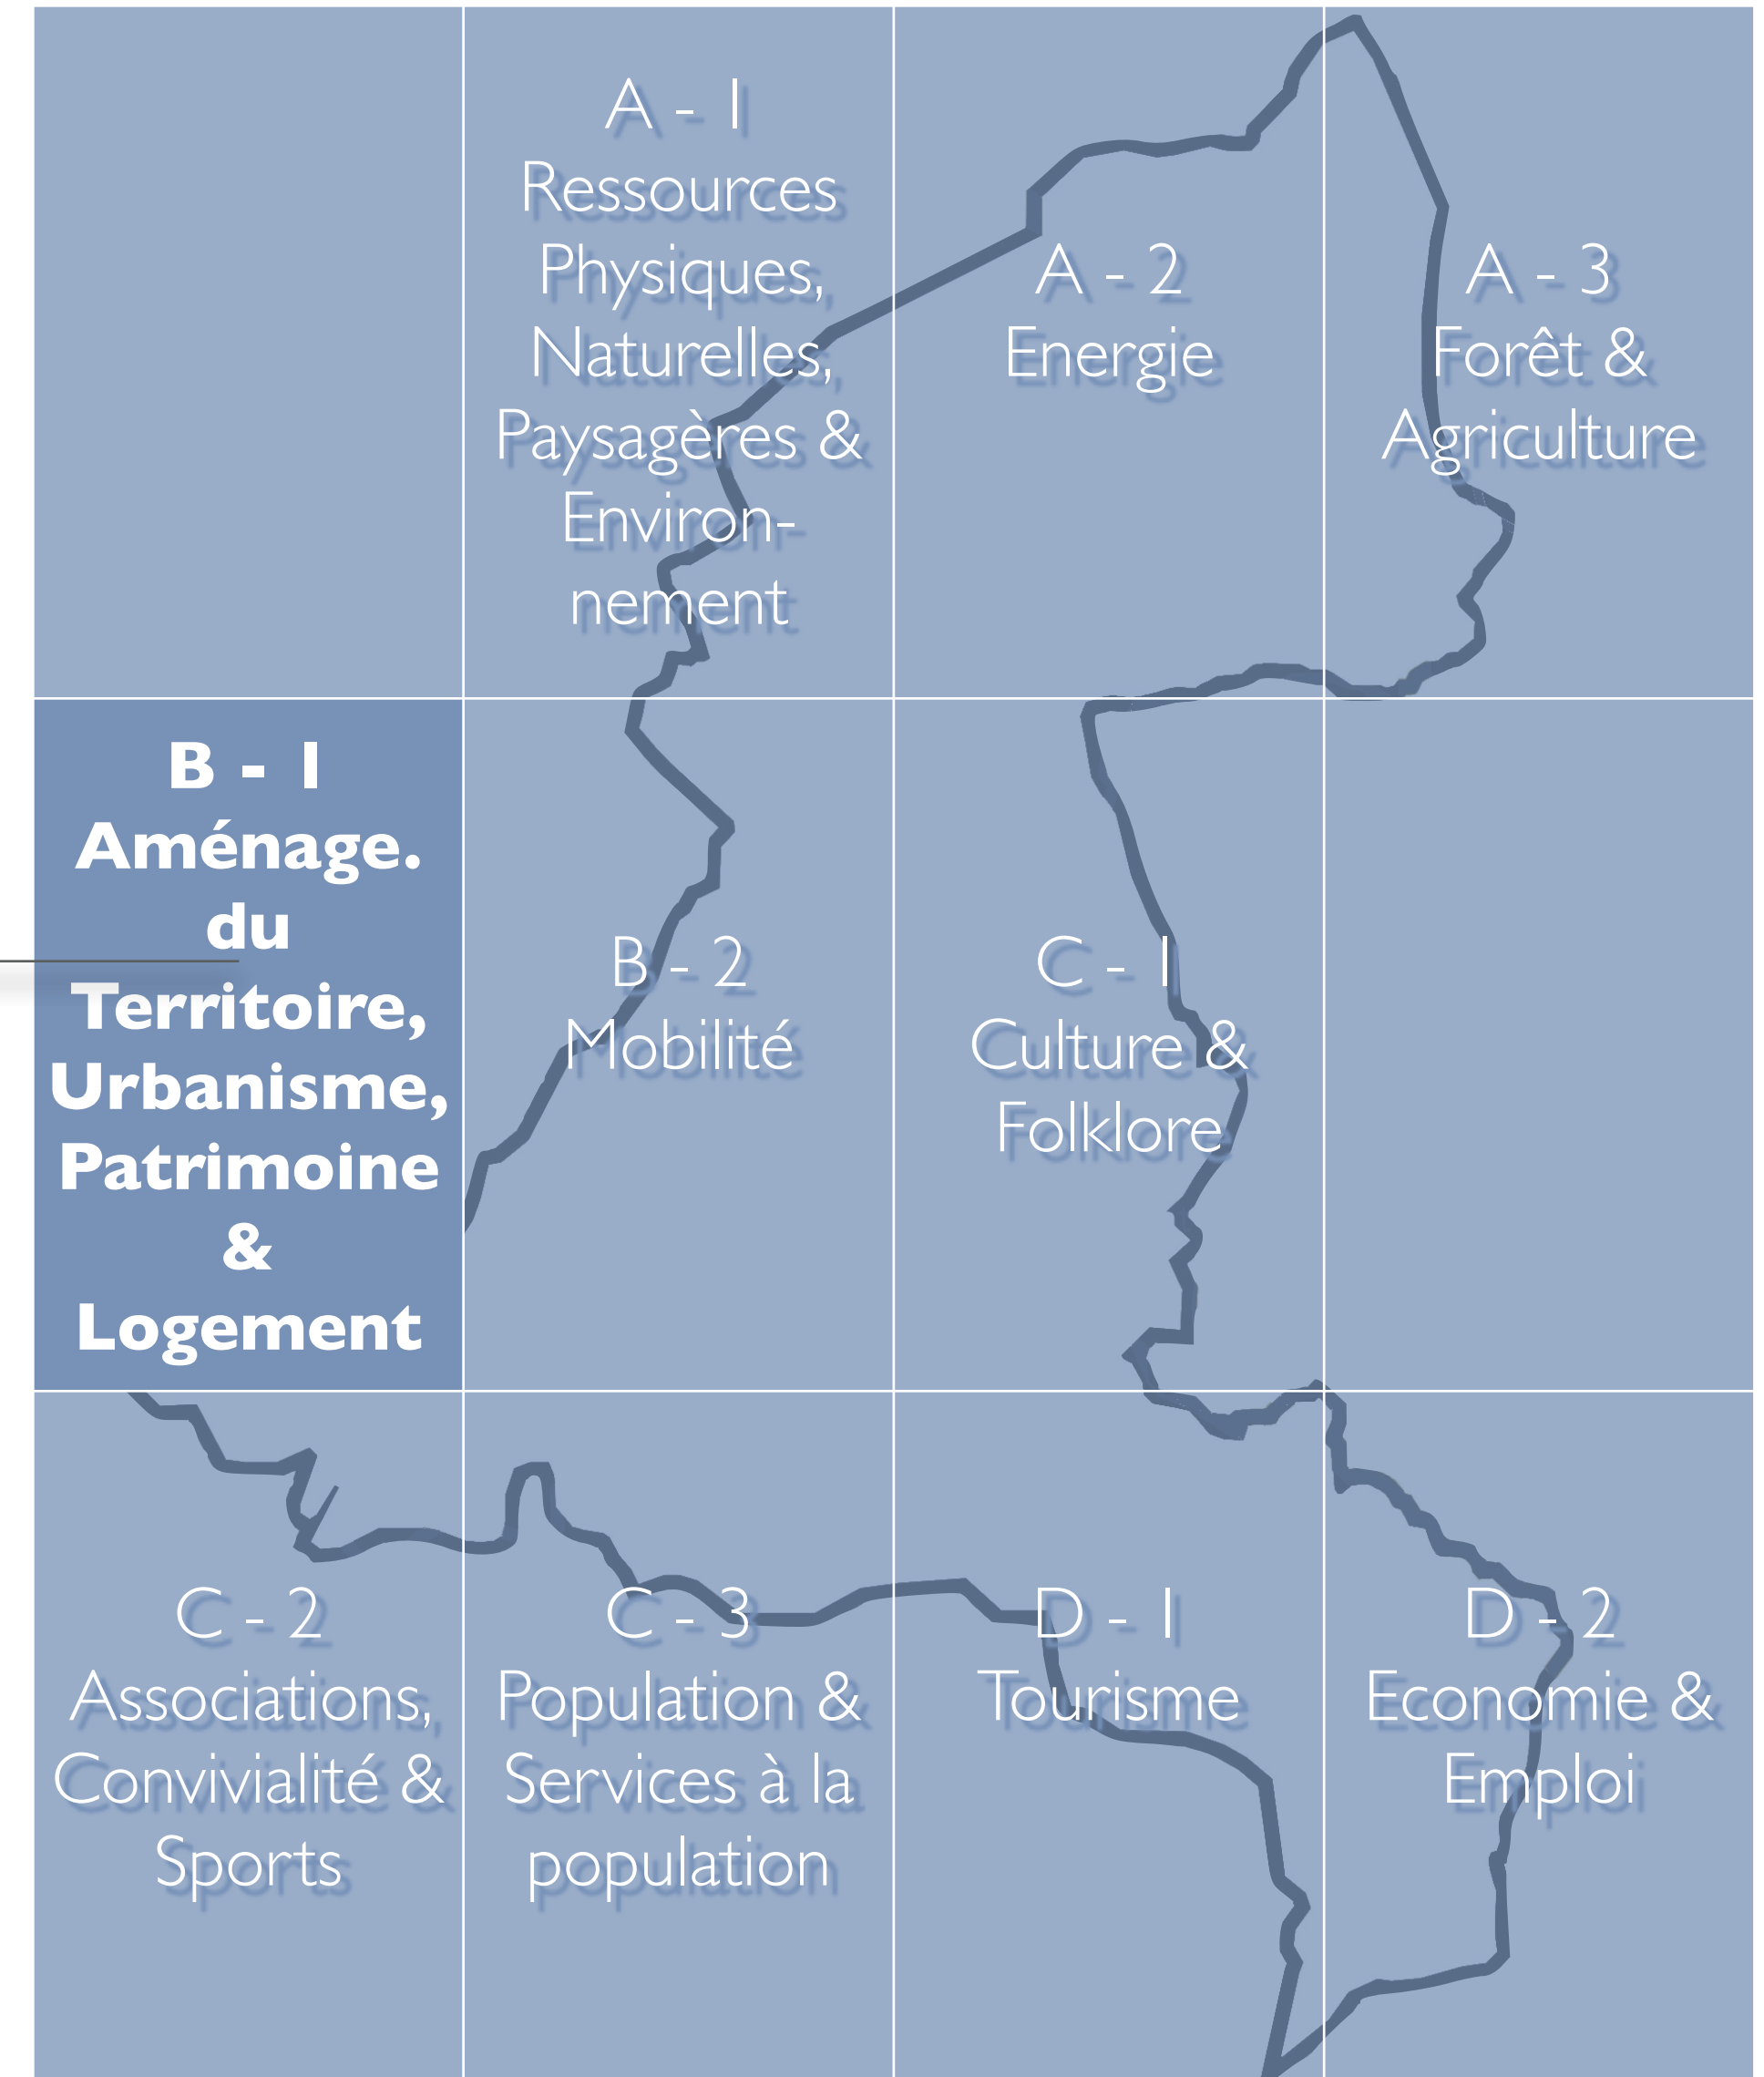 A - 1
Ressources
Physiques,
Naturelles,
Paysagères &
Environ-
nement
A - 2
Energie
A - 3
Forêt &
Agriculture
B - 1
Aménage.
du
Territoire,
Urbanisme,
Patrimoine
&
Logement
B - 2
Mobilité
C - 1
Culture &
Folklore
C - 2
Associations,
Convivialité &
Sports
C - 3
Population &
Services à la
population
D - 1
Tourisme
D - 2
Economie &
Emploi